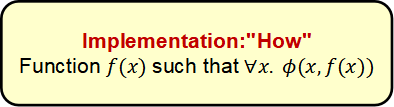 Implementation:"How"
Function 𝑓(𝑥) such that ∀𝑥. 𝜙(𝑥, 𝑓(𝑥))